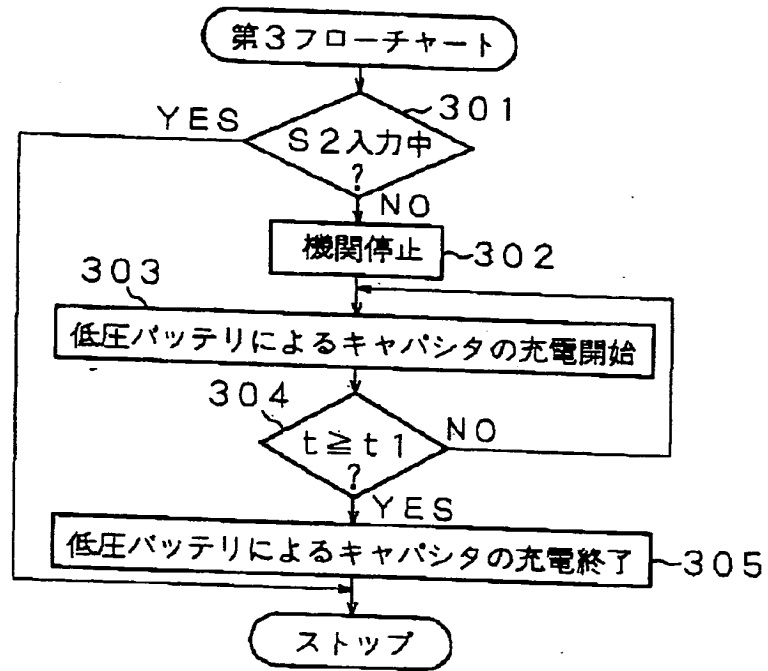 第3フローチャート
301
YES
S2入力中
?
NO
機関停止
302
303
低圧バッテリによるキャパシタの充電開始
304
t≧t1
?
NO
YES
低圧バッテリによるキャパシタの充電終了
305
ストップ